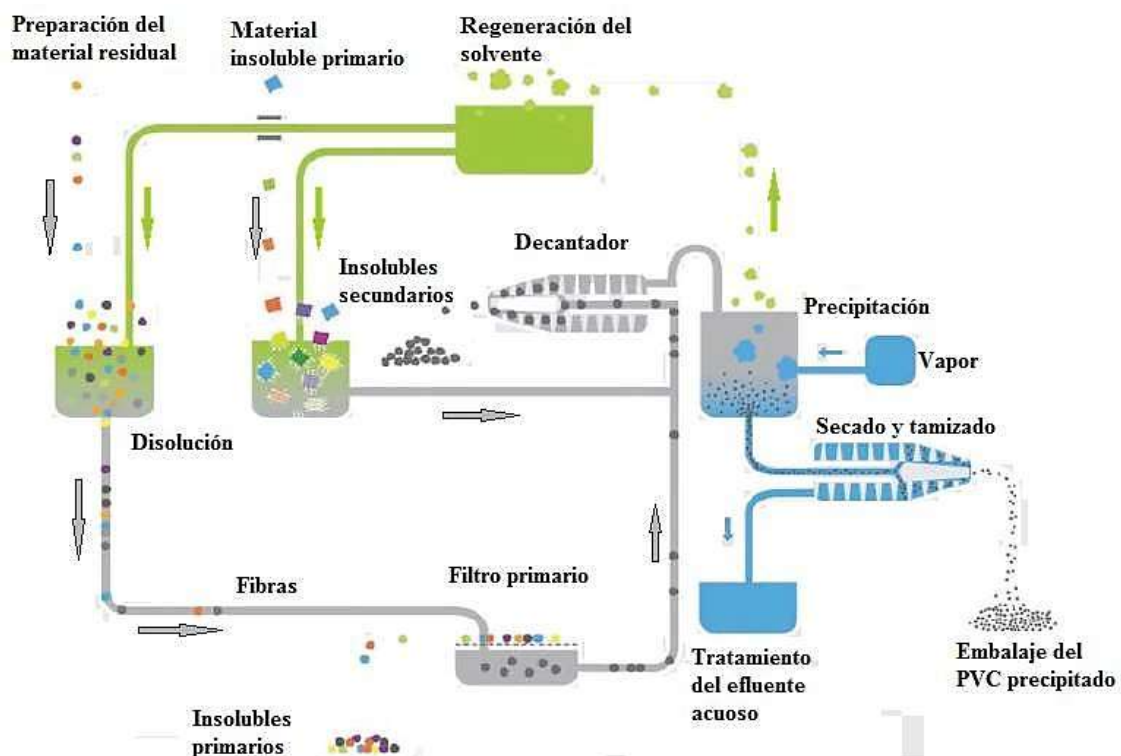 Preparación del
material residual
Material
insoluble primario
Regeneración del
solvente
Decantador
Insolubles
secundarios
Precipitación
Vapor
Secado y tamizado
Disolución
Fibras
Filtro primario
Tratamiento
del efluente
acuoso
Embalaje del
PVC precipitado
Insolubles
primarios